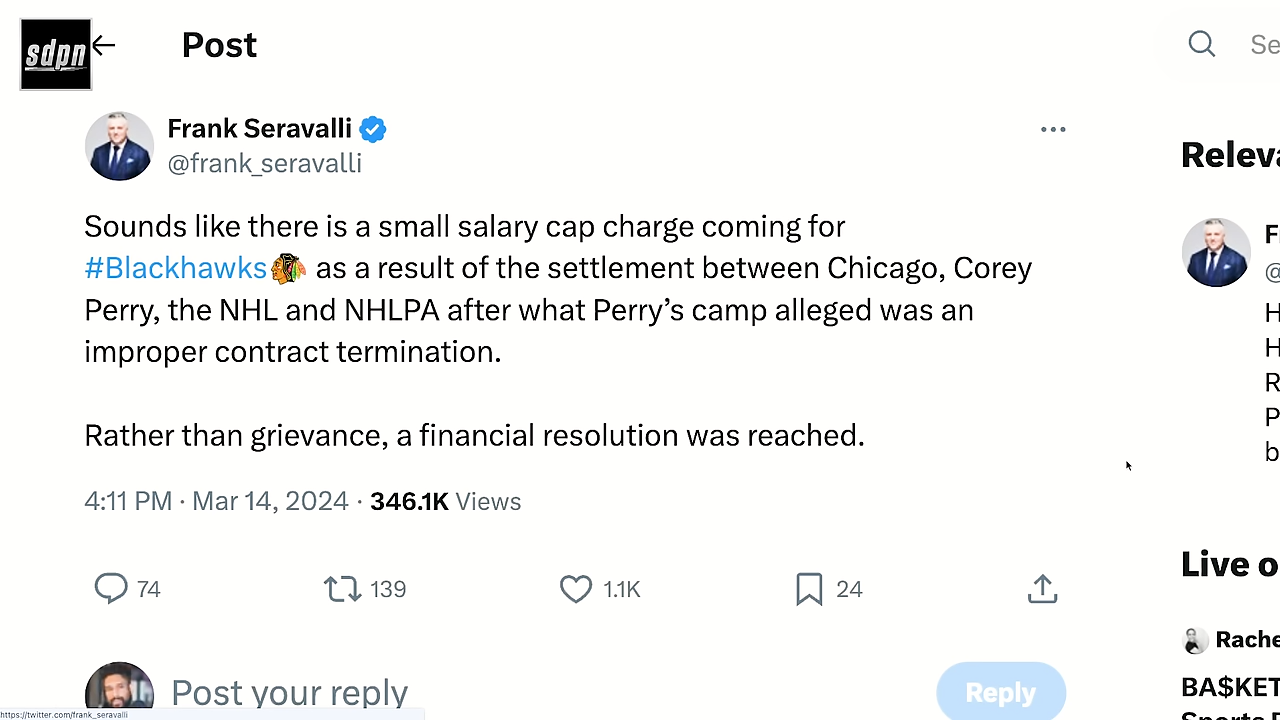 sdpn
Post
Se
Frank Seravalli
@frank_seravalli
Sounds like there is a small salary cap charge coming for
#Blackhawks as a result of the settlement between Chicago, Corey
Perry, the NHL and NHLPA after what Perry’s camp alleged was an
improper contract termination.
Rather than grievance, a financial resolution was reached.
4:11 PM · Mar 14, 2024 · 346.1K Views
74 139 1.1K 24
Post your reply
Reply
https://twitter.com/frank_seravalli
Releva
F
@
H
H
R
P
b
Live o
Rache
BA$KET